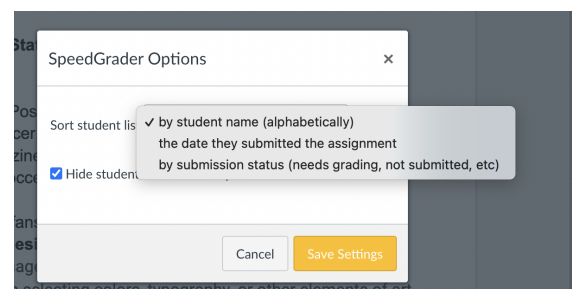 SpeedGrader Options ×
Sort student lis
✓ by student name (alphabetically)
the date they submitted the assignment
by submission status (needs grading, not submitted, etc)
Hide student
Cancel Save Settings